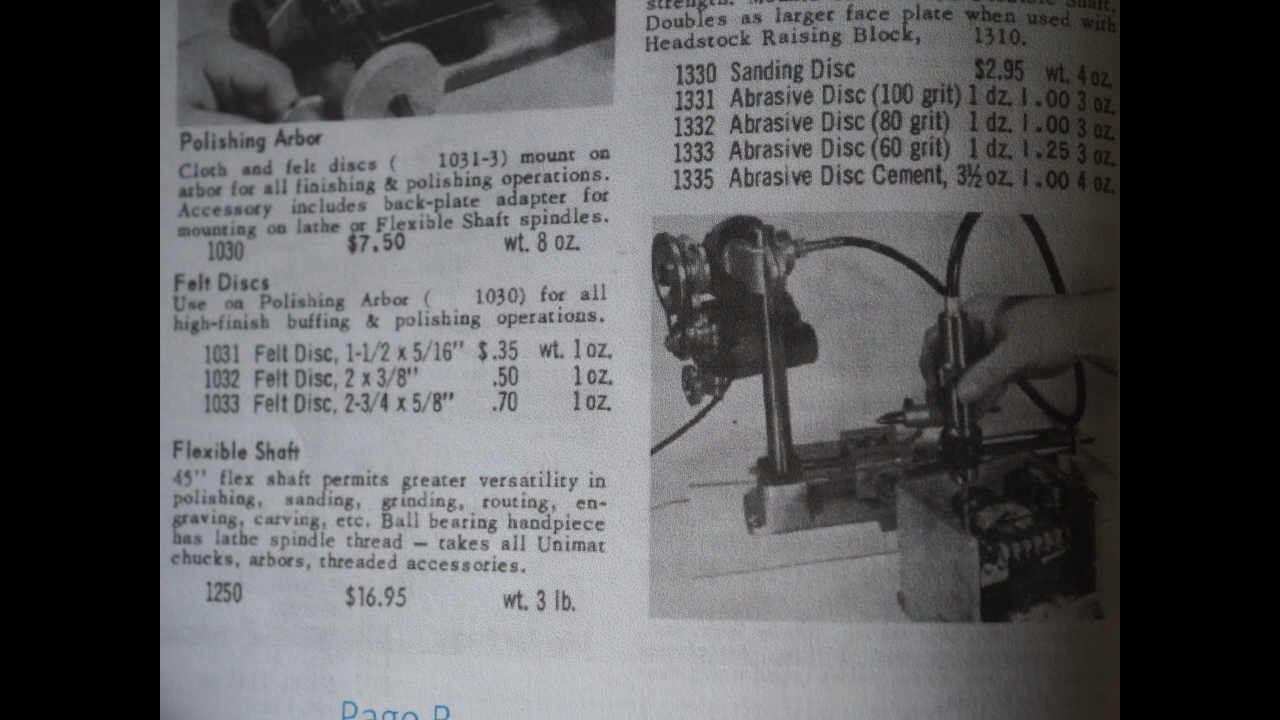 Polishing Arbor
Cloth and felt discs ( 1031-3) mount on
arbor for all finishing & polishing operations.
Accessory includes back-plate adapter for
mounting on lathe or Flexible Shaft spindles.
1030 $7.50 wt. 8 oz.
Felt Discs
Use on Polishing Arbor ( 1030) for all
high-finish buffing & polishing operations.
1031 Felt Disc, 1-1/2 x 5/16" $.35 wt. 1 oz.
1032 Felt Disc, 2 x 3/8" .50 1 oz.
1033 Felt Disc, 2-3/4 x 5/8" .70 1 oz.
Flexible Shaft
45" flex shaft permits greater versatility in
polishing, sanding, grinding, routing, en-
graving, carving, etc. Ball bearing handpiece
has lathe spindle thread — takes all Unimat
chucks, arbors, threaded accessories.
1250 $16.95 wt. 3 lb.
strength. Shaft.
Doubles as larger face plate when used with
Headstock Raising Block, 1310.
1330 Sanding Disc $2.95 wt. 4 oz.
1331 Abrasive Disc (100 grit) 1 dz. 1.00 3 oz.
1332 Abrasive Disc (80 grit) 1 dz. 1.00 3 oz.
1333 Abrasive Disc (60 grit) 1 dz. 1.25 3 oz.
1335 Abrasive Disc Cement, 3½ oz. 1.00 4 oz.
Page